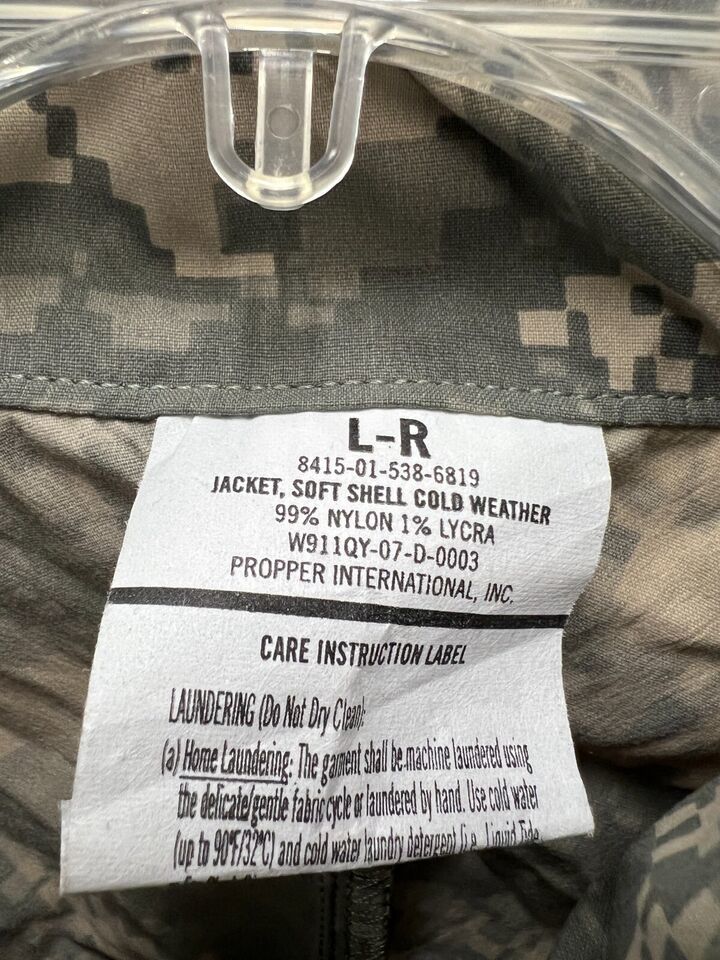 L-R
8415-01-538-6819
JACKET, SOFT SHELL COLD WEATHER
99% NYLON 1% LYCRA
W911QY-07-D-0003
PROPPER INTERNATIONAL, INC.
CARE INSTRUCTION LABEL
LAUNDERING (Do Not Dry Clean):
(a) Home Laundering: The garment shall be machine laundered using
the delicate/gentle fabric cycle or laundered by hand. Use cold water
(up to 90°F/32°C) and cold water laundry detergent (i.e. Liquid Tide